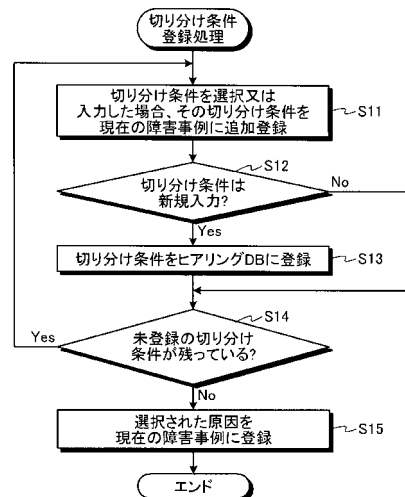 切り分け条件
登録処理
切り分け条件を選択又は
入力した場合、その切り分け条件を
現在の障害事例に追加登録
S11
S12
切り分け条件は
新規入力?
No
Yes
切り分け条件をヒアリングDBに登録
S13
S14
未登録の切り分け
条件が残っている?
Yes
No
選択された原因を
現在の障害事例に登録
S15
エンド